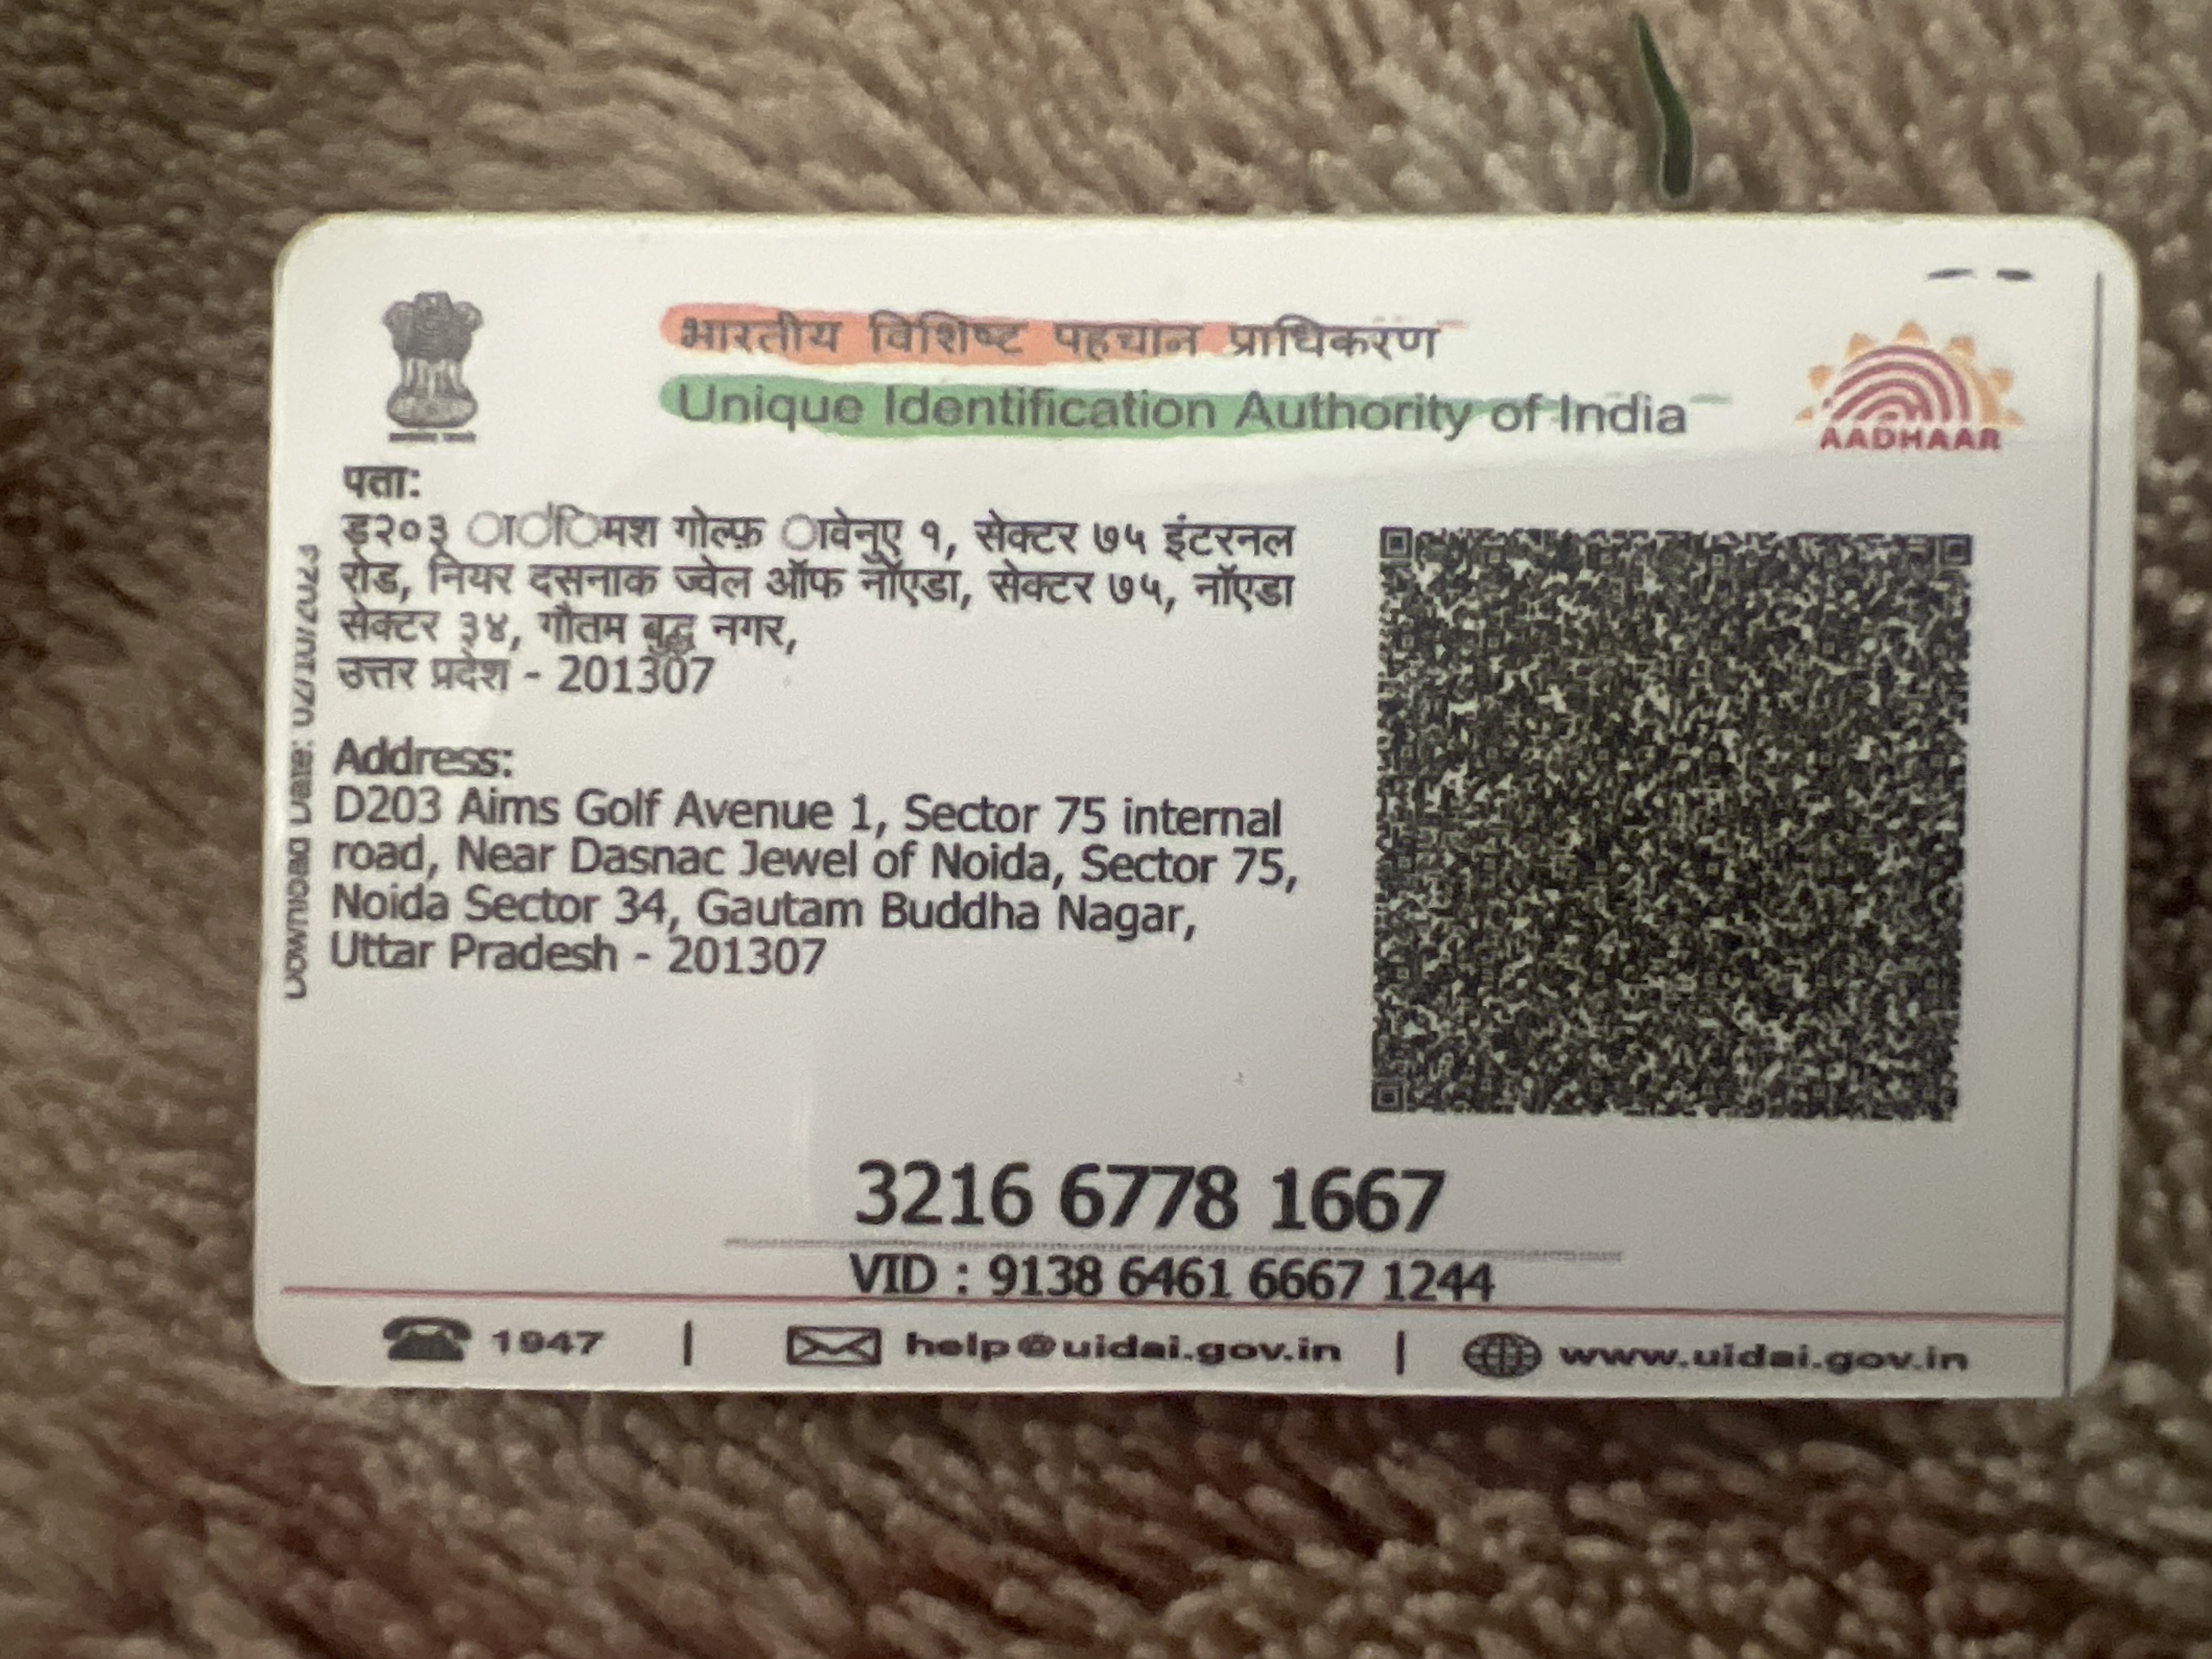 भारतीय विशिष्ट पहचान प्राधिकरण
Unique Identification Authority of India
AADHAAR
पता:
ड२०३ ा॑िमश गोल्फ़ ावेनुए १, सेक्टर ७५ इंटरनल
रोड, नियर दसनाक ज्वेल ऑफ नॉएडा, सेक्टर ७५, नॉएडा
सेक्टर ३४, गौतम बुद्ध नगर,
उत्तर प्रदेश - 201307
Address:
D203 Aims Golf Avenue 1, Sector 75 internal
road, Near Dasnac Jewel of Noida, Sector 75,
Noida Sector 34, Gautam Buddha Nagar,
Uttar Pradesh - 201307
Download Date:
3216 6778 1667
VID : 9138 6461 6667 1244
1947 | help@uidai.gov.in | www.uidai.gov.in